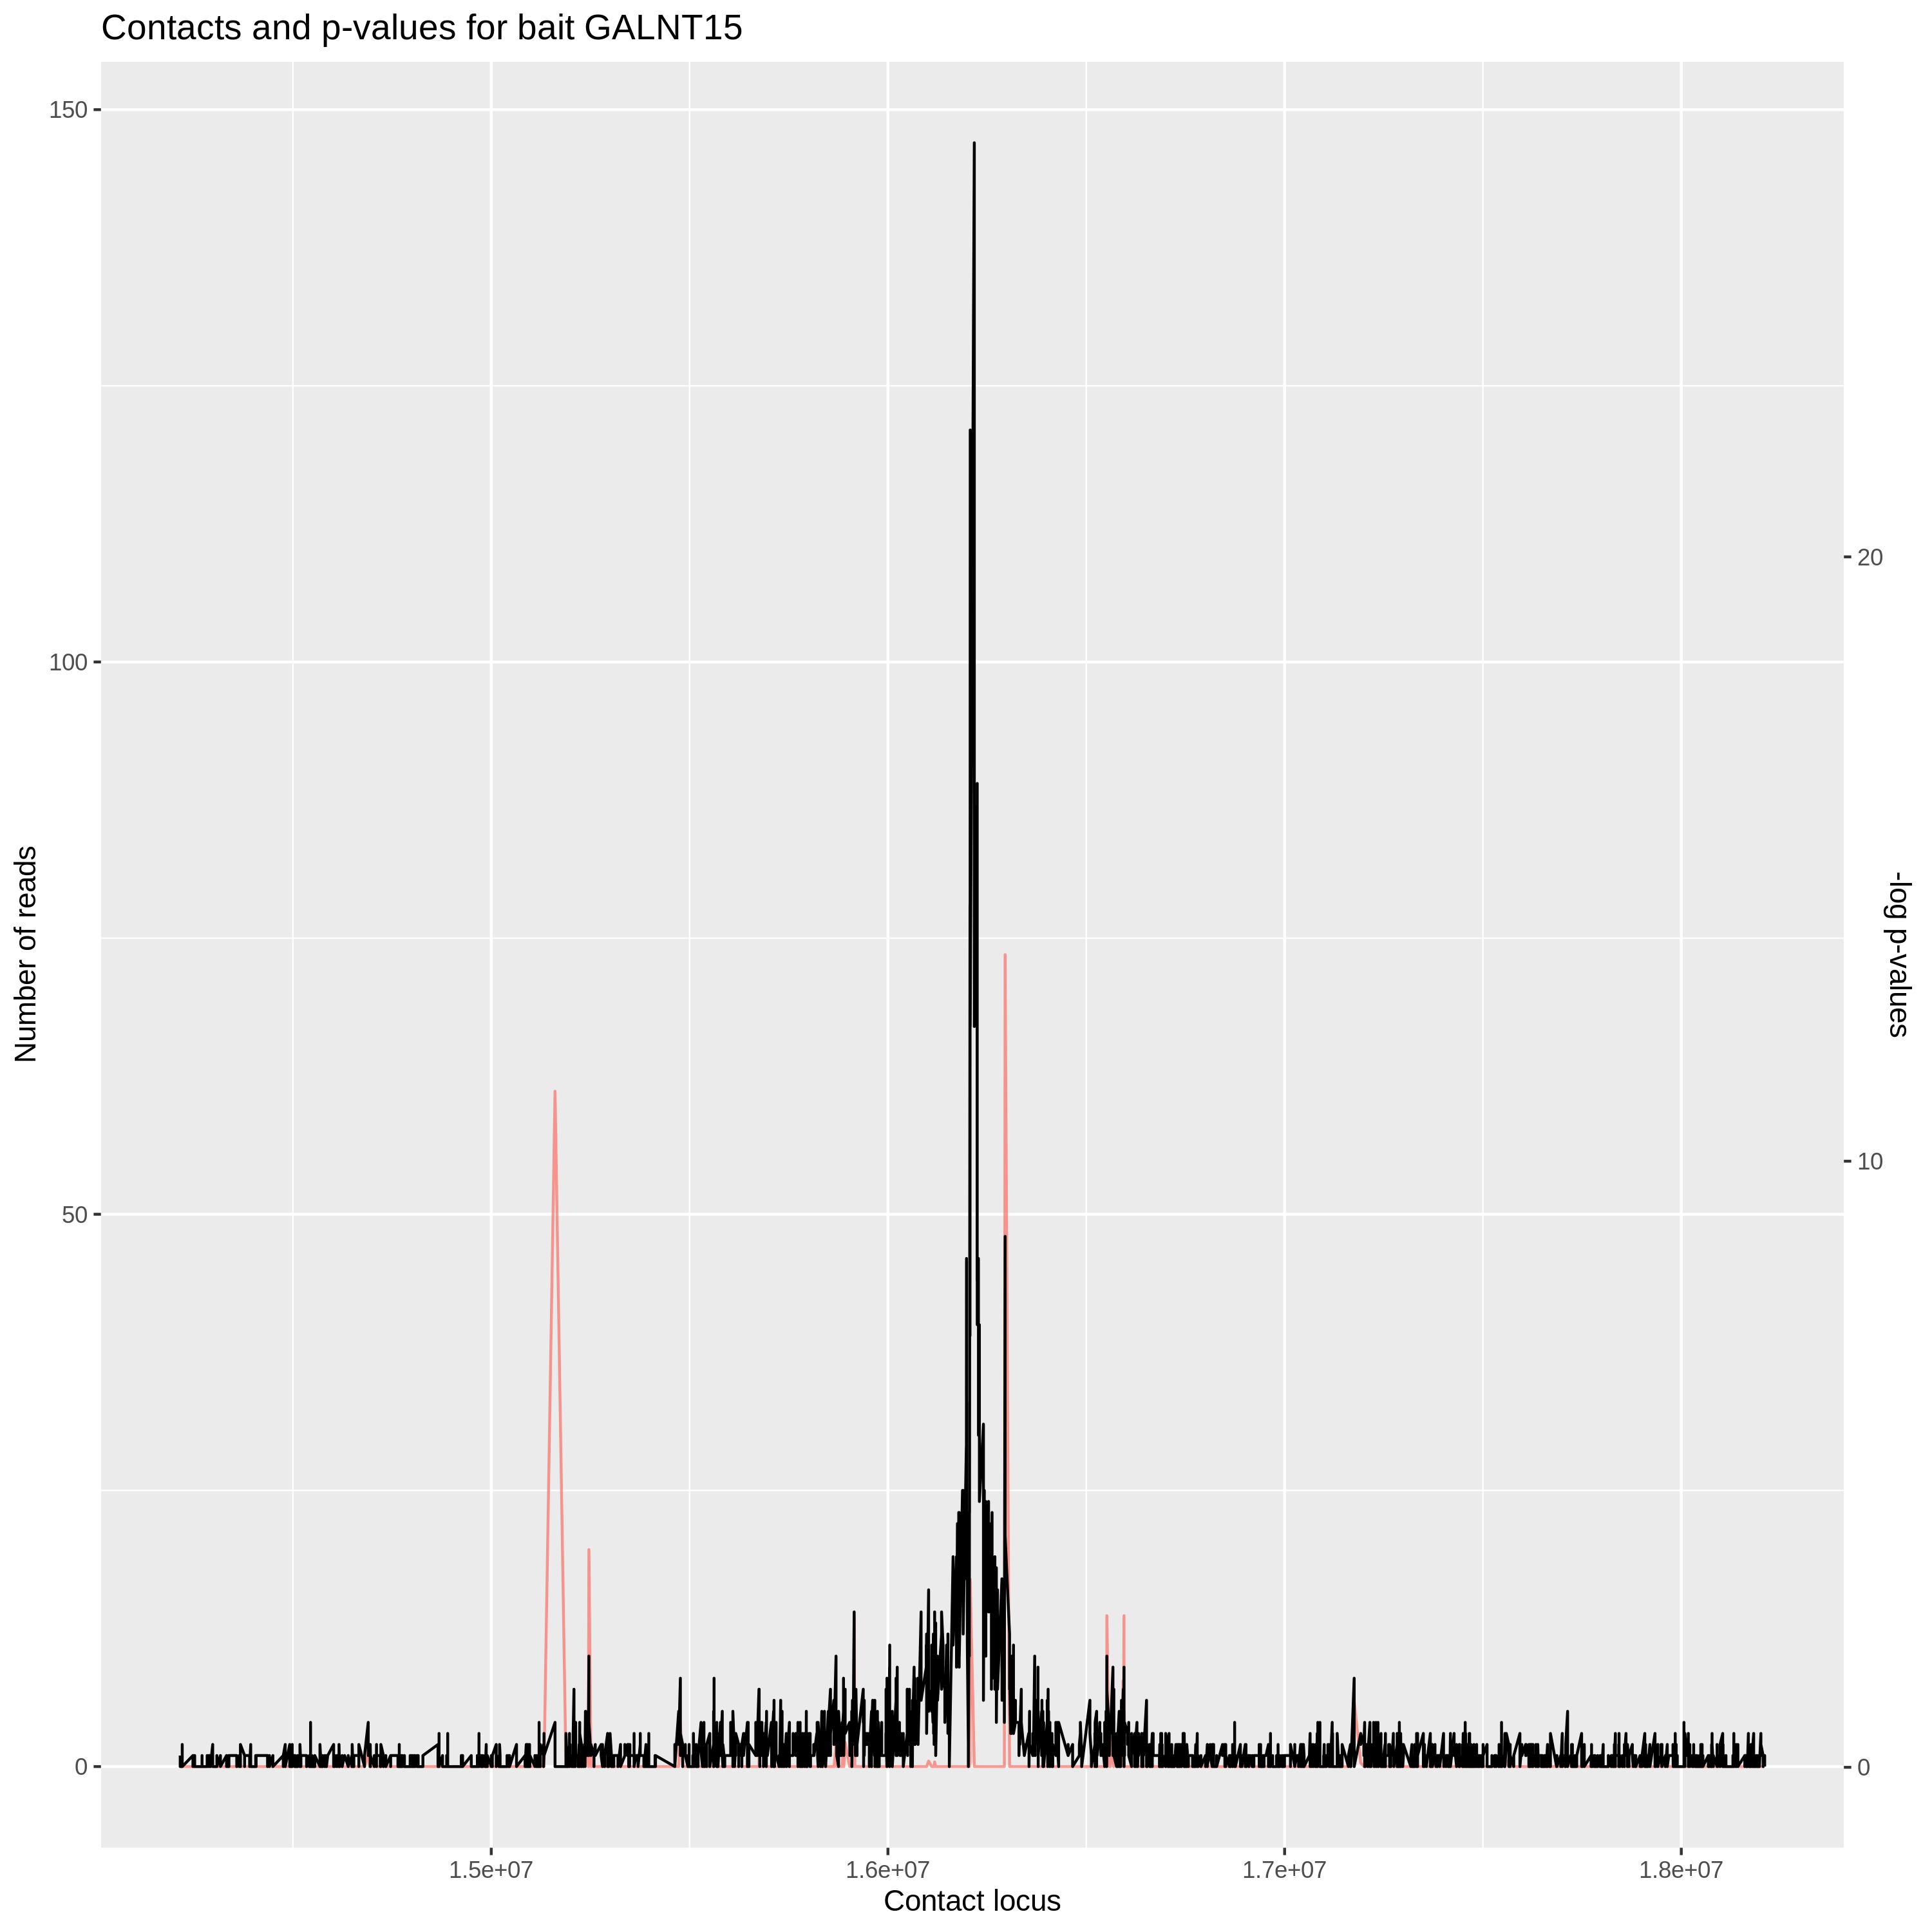 Contacts and p-values for bait GALNT15
150
100
50
0
Number of reads
20
10
0
-log p-values
1.5e+07
1.6e+07
1.7e+07
1.8e+07
Contact locus